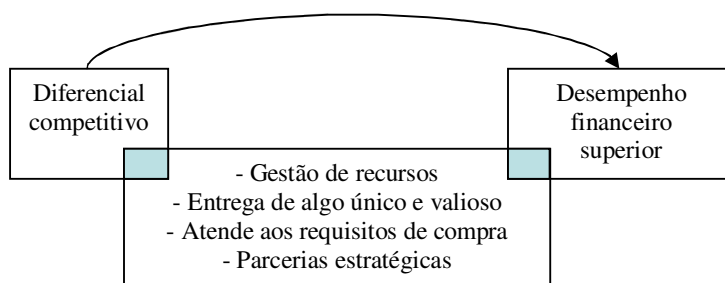 Diferencial
competitivo
Desempenho
financeiro
superior
- Gestão de recursos
- Entrega de algo único e valioso
- Atende aos requisitos de compra
- Parcerias estratégicas